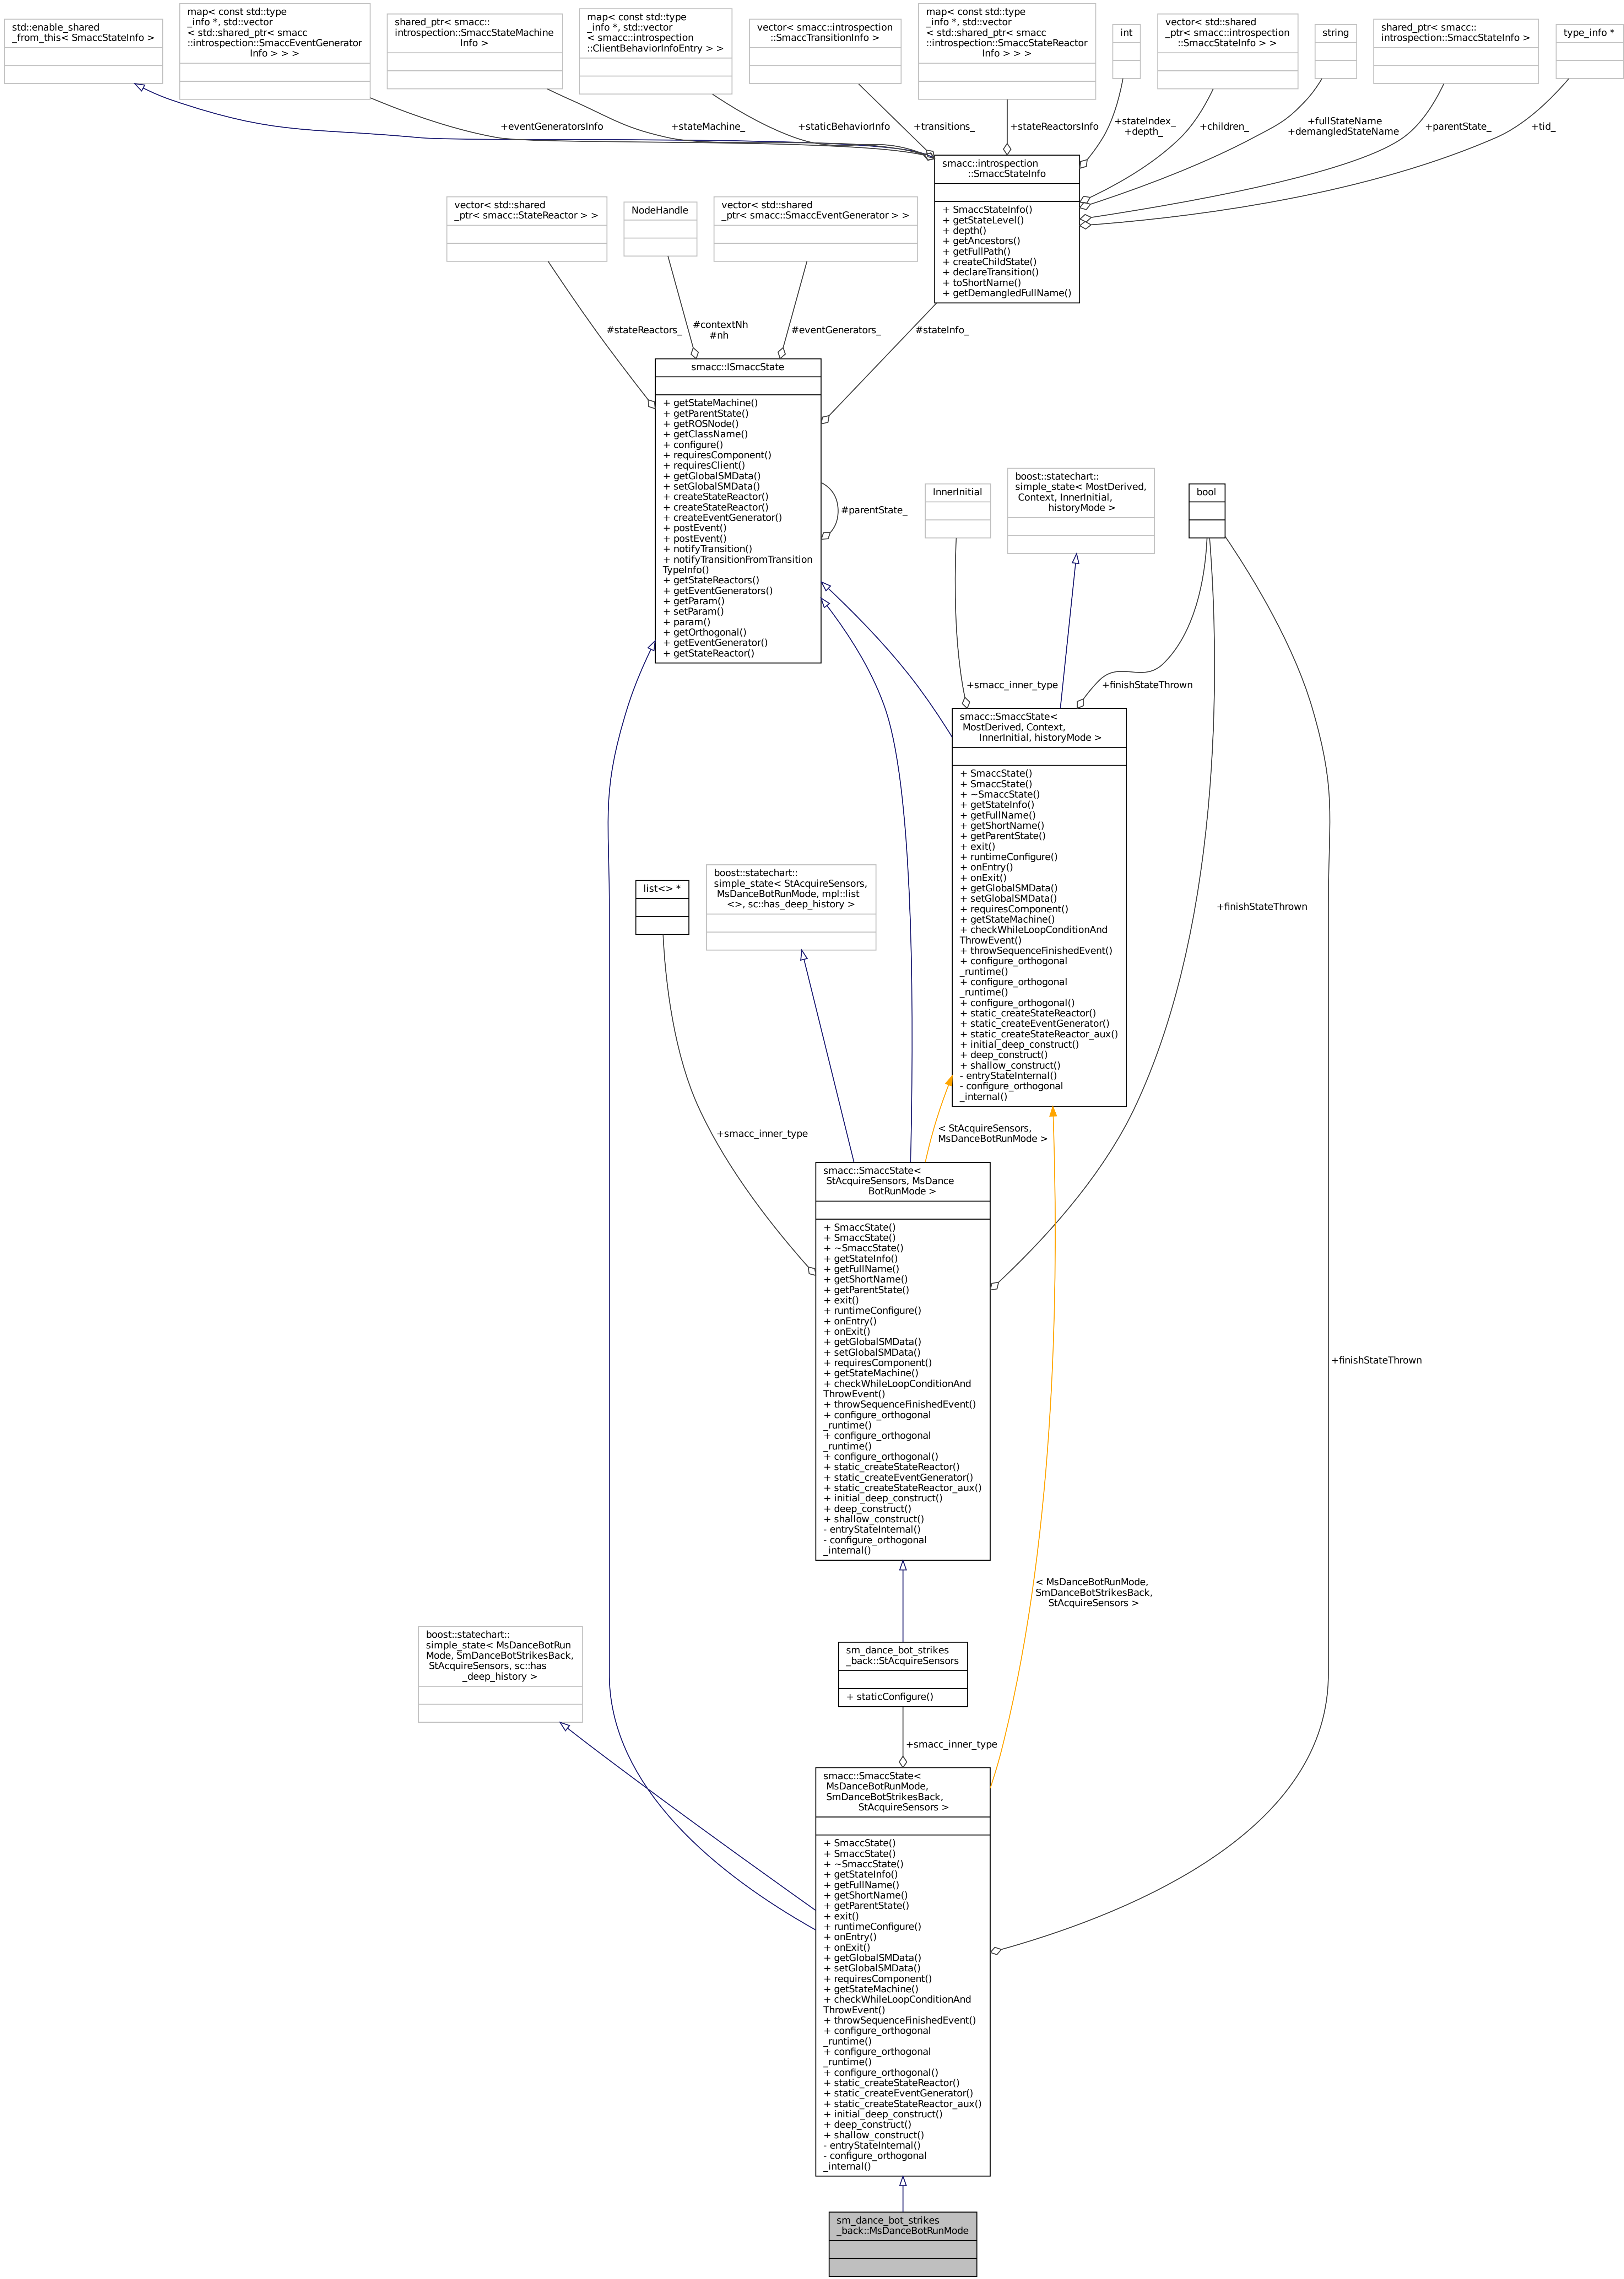 std::enable_shared
_from_this< SmaccStateInfo >
map< const std::type
_info *, std::vector
< std::shared_ptr< smacc
::introspection::SmaccEventGenerator
Info > > >
shared_ptr< smacc::
introspection::SmaccStateMachine
Info >
map< const std::type
_info *, std::vector
< smacc::introspection
::ClientBehaviorInfoEntry > >
vector< smacc::introspection
::SmaccTransitionInfo >
map< const std::type
_info *, std::vector
< std::shared_ptr< smacc
::introspection::SmaccStateReactor
Info > > >
int
vector< std::shared
_ptr< smacc::introspection
::SmaccStateInfo > >
string
shared_ptr< smacc::
introspection::SmaccStateInfo >
type_info *
+eventGeneratorsInfo
+stateMachine_
+staticBehaviorInfo
+transitions_
+stateReactorsInfo
+stateIndex_
+depth_
+children_
+fullStateName
+demangledStateName
+parentState_
+tid_
smacc::introspection
::SmaccStateInfo
+ SmaccStateInfo()
+ getStateLevel()
+ depth()
+ getAncestors()
+ getFullPath()
+ createChildState()
+ declareTransition()
+ toShortName()
+ getDemangledFullName()
vector< std::shared
_ptr< smacc::StateReactor > >
NodeHandle
vector< std::shared
_ptr< smacc::SmaccEventGenerator > >
#stateReactors_
#contextNh
#nh
#eventGenerators_
#stateInfo_
smacc::ISmaccState
+ getStateMachine()
+ getParentState()
+ getROSNode()
+ getClassName()
+ configure()
+ requiresComponent()
+ requiresClient()
+ getGlobalSMData()
+ setGlobalSMData()
+ createStateReactor()
+ createStateReactor()
+ createEventGenerator()
+ postEvent()
+ postEvent()
+ notifyTransition()
+ notifyTransitionFromTransition
TypeInfo()
+ getStateReactors()
+ getEventGenerators()
+ getParam()
+ setParam()
+ param()
+ getOrthogonal()
+ getEventGenerator()
+ getStateReactor()
#parentState_
InnerInitial
boost::statechart::
simple_state< MostDerived,
Context, InnerInitial,
historyMode >
bool
+smacc_inner_type
+finishStateThrown
smacc::SmaccState<
MostDerived, Context,
InnerInitial, historyMode >
+ SmaccState()
+ SmaccState()
+ ~SmaccState()
+ getStateInfo()
+ getFullName()
+ getShortName()
+ getParentState()
+ exit()
+ runtimeConfigure()
+ onEntry()
+ onExit()
+ getGlobalSMData()
+ setGlobalSMData()
+ requiresComponent()
+ getStateMachine()
+ checkWhileLoopConditionAnd
ThrowEvent()
+ throwSequenceFinishedEvent()
+ configure_orthogonal
_runtime()
+ configure_orthogonal
_runtime()
+ configure_orthogonal()
+ static_createStateReactor()
+ static_createEventGenerator()
+ static_createStateReactor_aux()
+ initial_deep_construct()
+ deep_construct()
+ shallow_construct()
- entryStateInternal()
- configure_orthogonal
_internal()
list<> *
boost::statechart::
simple_state< StAcquireSensors,
MsDanceBotRunMode, mpl::list
<>, sc::has_deep_history >
+finishStateThrown
+smacc_inner_type
< StAcquireSensors,
MsDanceBotRunMode >
smacc::SmaccState<
StAcquireSensors, MsDance
BotRunMode >
+ SmaccState()
+ SmaccState()
+ ~SmaccState()
+ getStateInfo()
+ getFullName()
+ getShortName()
+ getParentState()
+ exit()
+ runtimeConfigure()
+ onEntry()
+ onExit()
+ getGlobalSMData()
+ setGlobalSMData()
+ requiresComponent()
+ getStateMachine()
+ checkWhileLoopConditionAnd
ThrowEvent()
+ throwSequenceFinishedEvent()
+ configure_orthogonal
_runtime()
+ configure_orthogonal
_runtime()
+ configure_orthogonal()
+ static_createStateReactor()
+ static_createEventGenerator()
+ static_createStateReactor_aux()
+ initial_deep_construct()
+ deep_construct()
+ shallow_construct()
- entryStateInternal()
- configure_orthogonal
_internal()
+finishStateThrown
< MsDanceBotRunMode,
SmDanceBotStrikesBack,
StAcquireSensors >
boost::statechart::
simple_state< MsDanceBotRun
Mode, SmDanceBotStrikesBack,
StAcquireSensors, sc::has
_deep_history >
sm_dance_bot_strikes
_back::StAcquireSensors
+ staticConfigure()
+smacc_inner_type
smacc::SmaccState<
MsDanceBotRunMode,
SmDanceBotStrikesBack,
StAcquireSensors >
+ SmaccState()
+ SmaccState()
+ ~SmaccState()
+ getStateInfo()
+ getFullName()
+ getShortName()
+ getParentState()
+ exit()
+ runtimeConfigure()
+ onEntry()
+ onExit()
+ getGlobalSMData()
+ setGlobalSMData()
+ requiresComponent()
+ getStateMachine()
+ checkWhileLoopConditionAnd
ThrowEvent()
+ throwSequenceFinishedEvent()
+ configure_orthogonal
_runtime()
+ configure_orthogonal
_runtime()
+ configure_orthogonal()
+ static_createStateReactor()
+ static_createEventGenerator()
+ static_createStateReactor_aux()
+ initial_deep_construct()
+ deep_construct()
+ shallow_construct()
- entryStateInternal()
- configure_orthogonal
_internal()
sm_dance_bot_strikes
_back::MsDanceBotRunMode